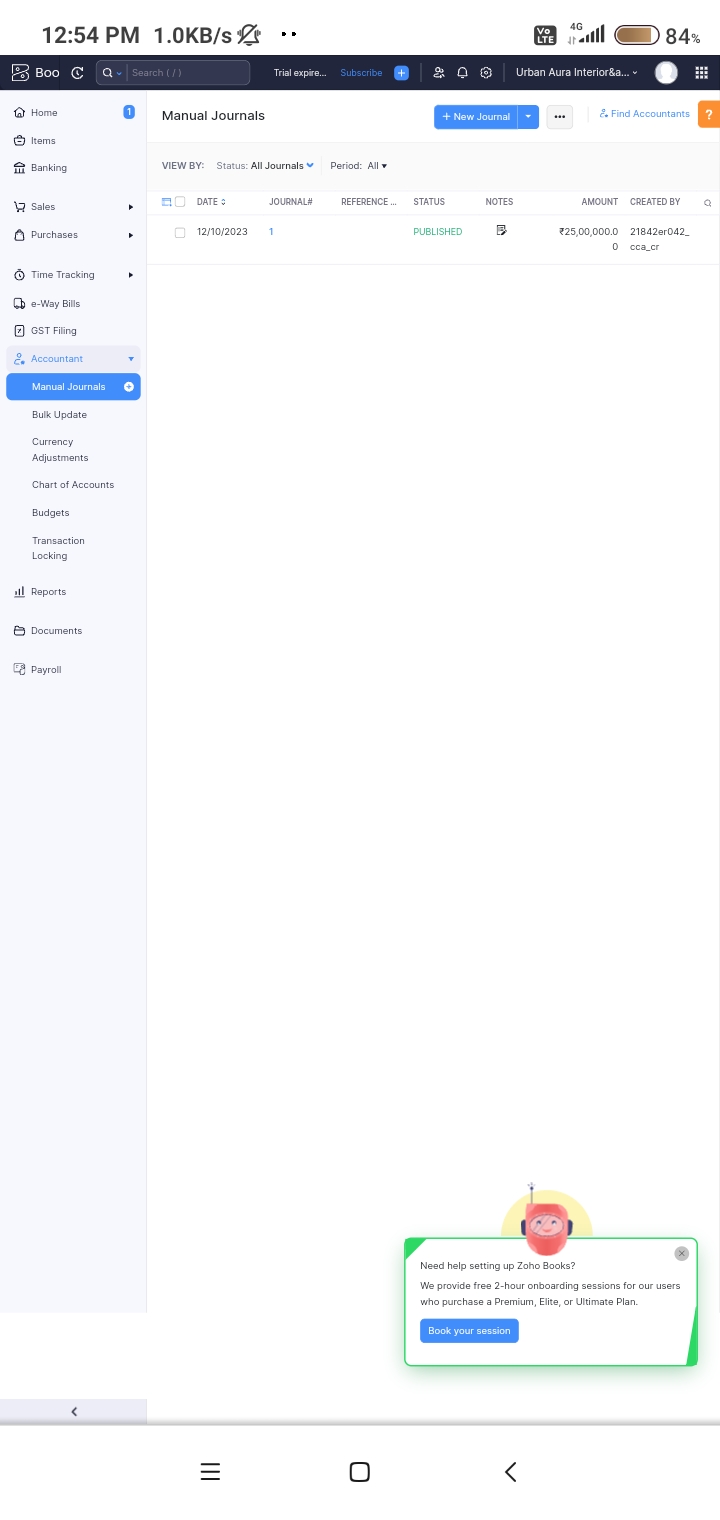 12:54 PM 1.0KB/s
Vo LTE 4G 84%
Boo
Search ( / )
Trial expire... Subscribe
Urban Aura Interior&a...
Home 1
Items
Banking
Sales
Purchases
Time Tracking
e-Way Bills
GST Filing
Accountant
Manual Journals
Bulk Update
Currency
Adjustments
Chart of Accounts
Budgets
Transaction
Locking
Reports
Documents
Payroll
Manual Journals
+ New Journal
Find Accountants
?
VIEW BY: Status: All Journals Period: All
DATE JOURNAL# REFERENCE ... STATUS NOTES AMOUNT CREATED BY
12/10/2023 1 PUBLISHED ₹25,00,000.0 21842er042_
0 cca_cr
Need help setting up Zoho Books?
We provide free 2-hour onboarding sessions for our users
who purchase a Premium, Elite, or Ultimate Plan.
Book your session